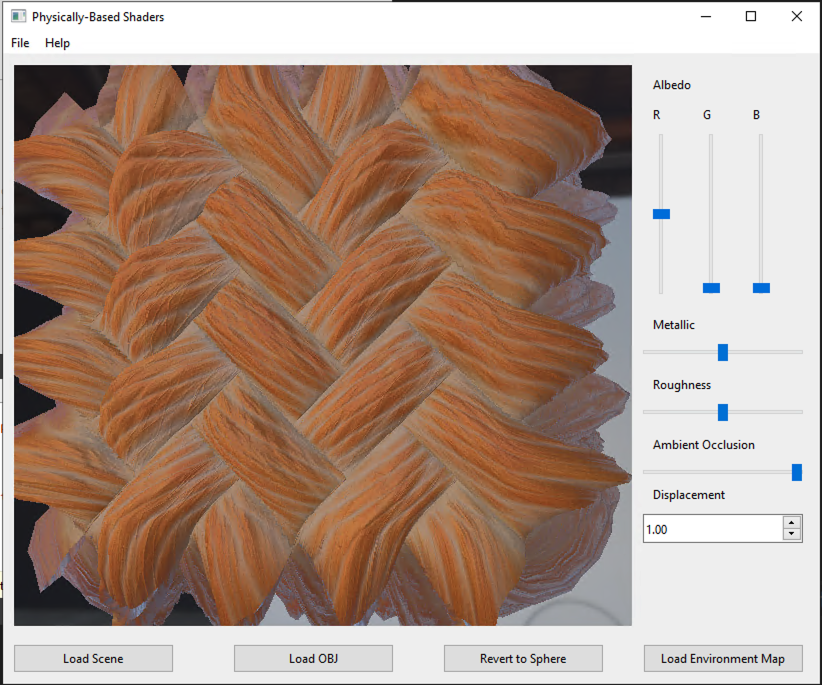 Physically-Based Shaders
File Help
Albedo
R G B
Metallic
Roughness
Ambient Occlusion
Displacement
1.00
Load Scene Load OBJ Revert to Sphere Load Environment Map